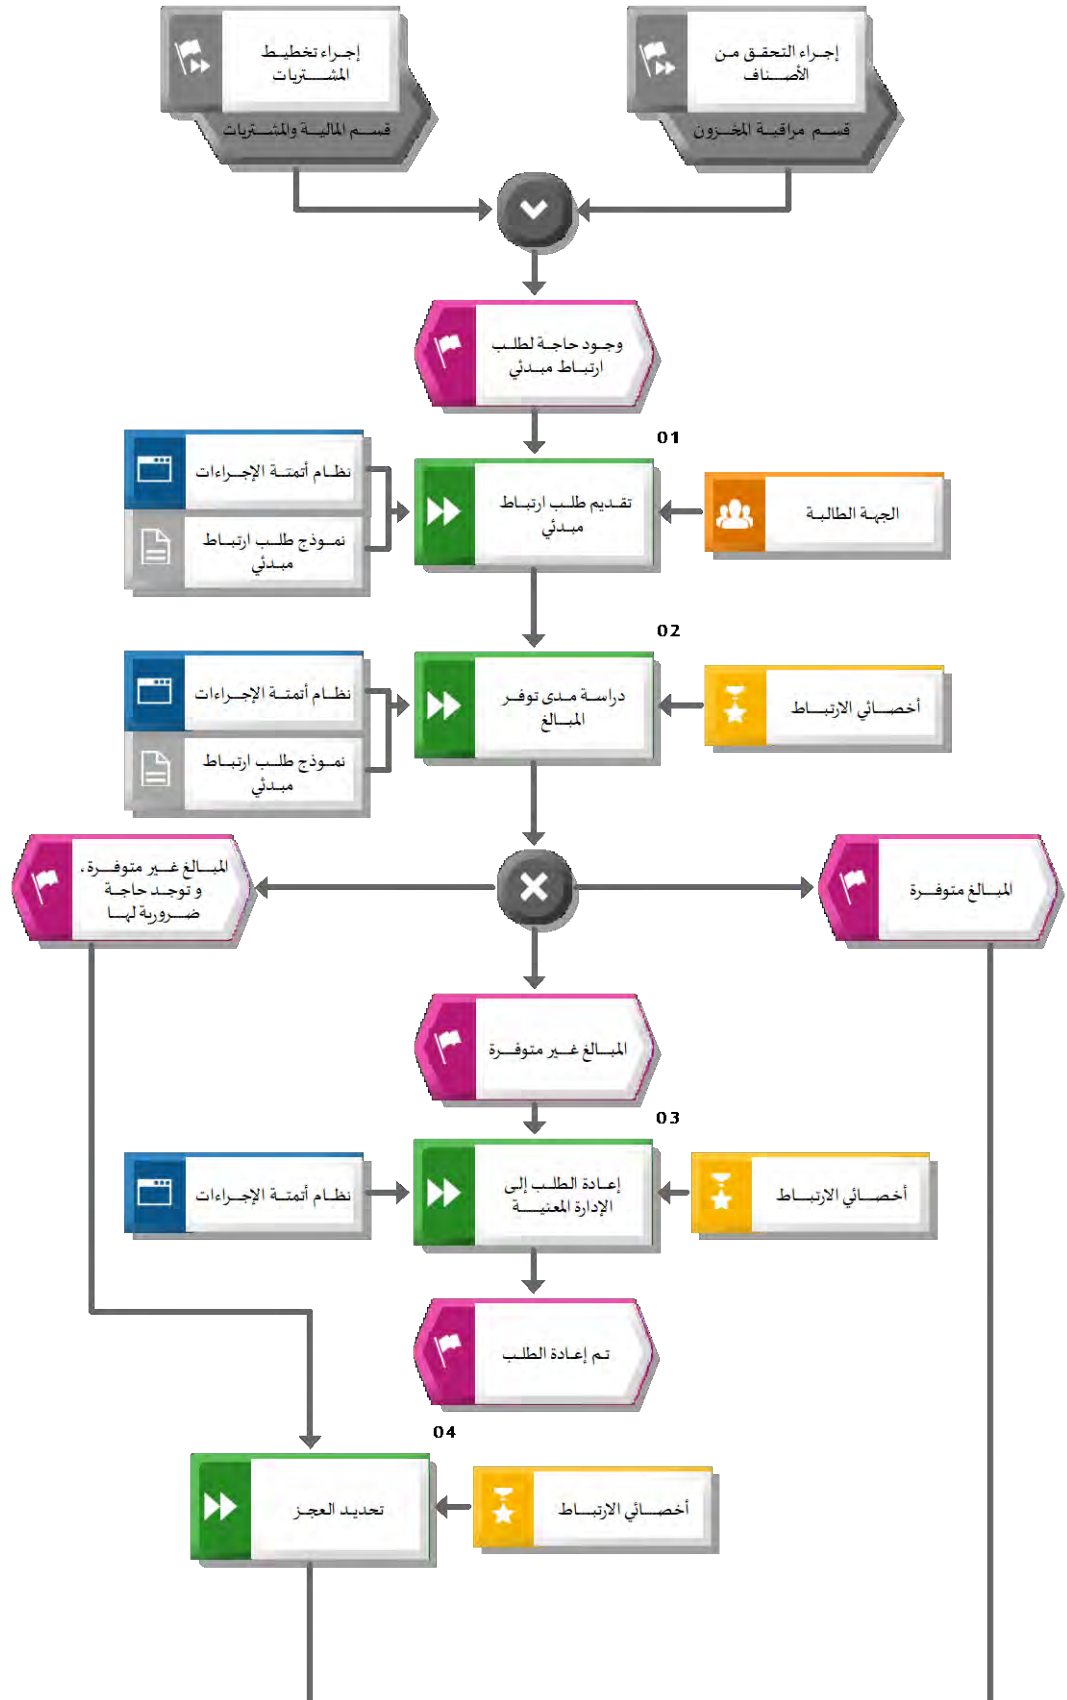 إجراء التحقق من
الأصناف
قسم مراقبة المخزون
إجراء تخطيط
المشتريات
قسم المالية والمشتريات
وجود حاجة لطلب
ارتباط مبدئي
01
الجهة الطالبة
تقديم طلب ارتباط
مبدئي
نظام أتمتة الإجراءات
نموذج طلب ارتباط
مبدئي
02
أخصائي الارتباط
دراسة مدى توفر
المبالغ
نظام أتمتة الإجراءات
نموذج طلب ارتباط
مبدئي
المبالغ متوفرة
المبالغ غير متوفرة،
و توجد حاجة
ضرورية لها
المبالغ غير متوفرة
03
أخصائي الارتباط
إعادة الطلب إلى
الإدارة المعنية
نظام أتمتة الإجراءات
تم إعادة الطلب
04
أخصائي الارتباط
تحديد العجز